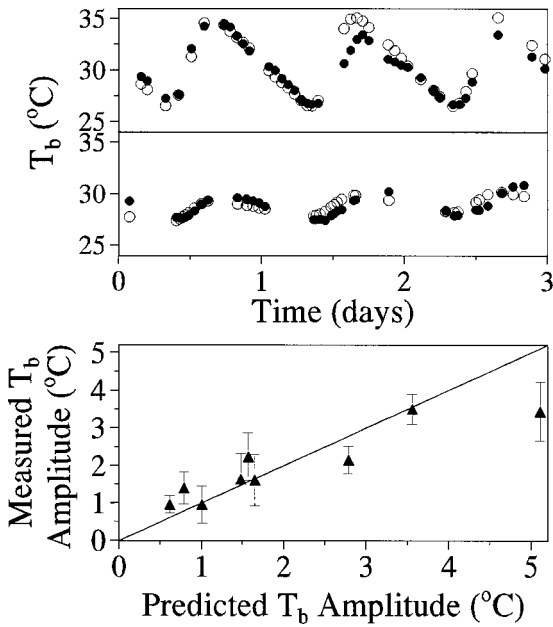 35
30
25
T_b (°C)
35
30
25
0 1 2 3
Time (days)
5
4
3
2
1
0
Measured T_b
Amplitude (°C)
0 1 2 3 4 5
Predicted T_b Amplitude (°C)